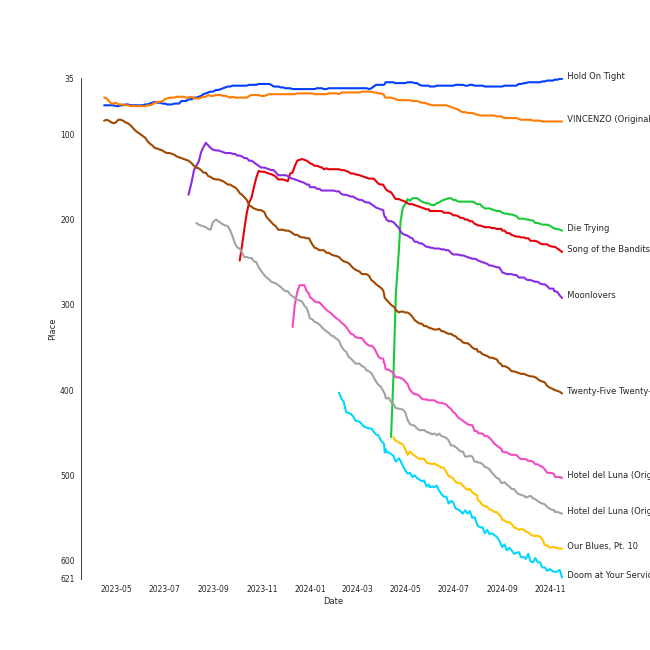 35
100
200
300
400
500
600
621
Place
2023-05 2023-07 2023-09 2023-11 2024-01 2024-03 2024-05 2024-07 2024-09 2024-11
Date
Hold On Tight
VINCENZO (Original
Die Trying
Song of the Bandits
Moonlovers
Twenty-Five Twenty-
Hotel del Luna (Orig
Hotel del Luna (Orig
Our Blues, Pt. 10
Doom at Your Servic